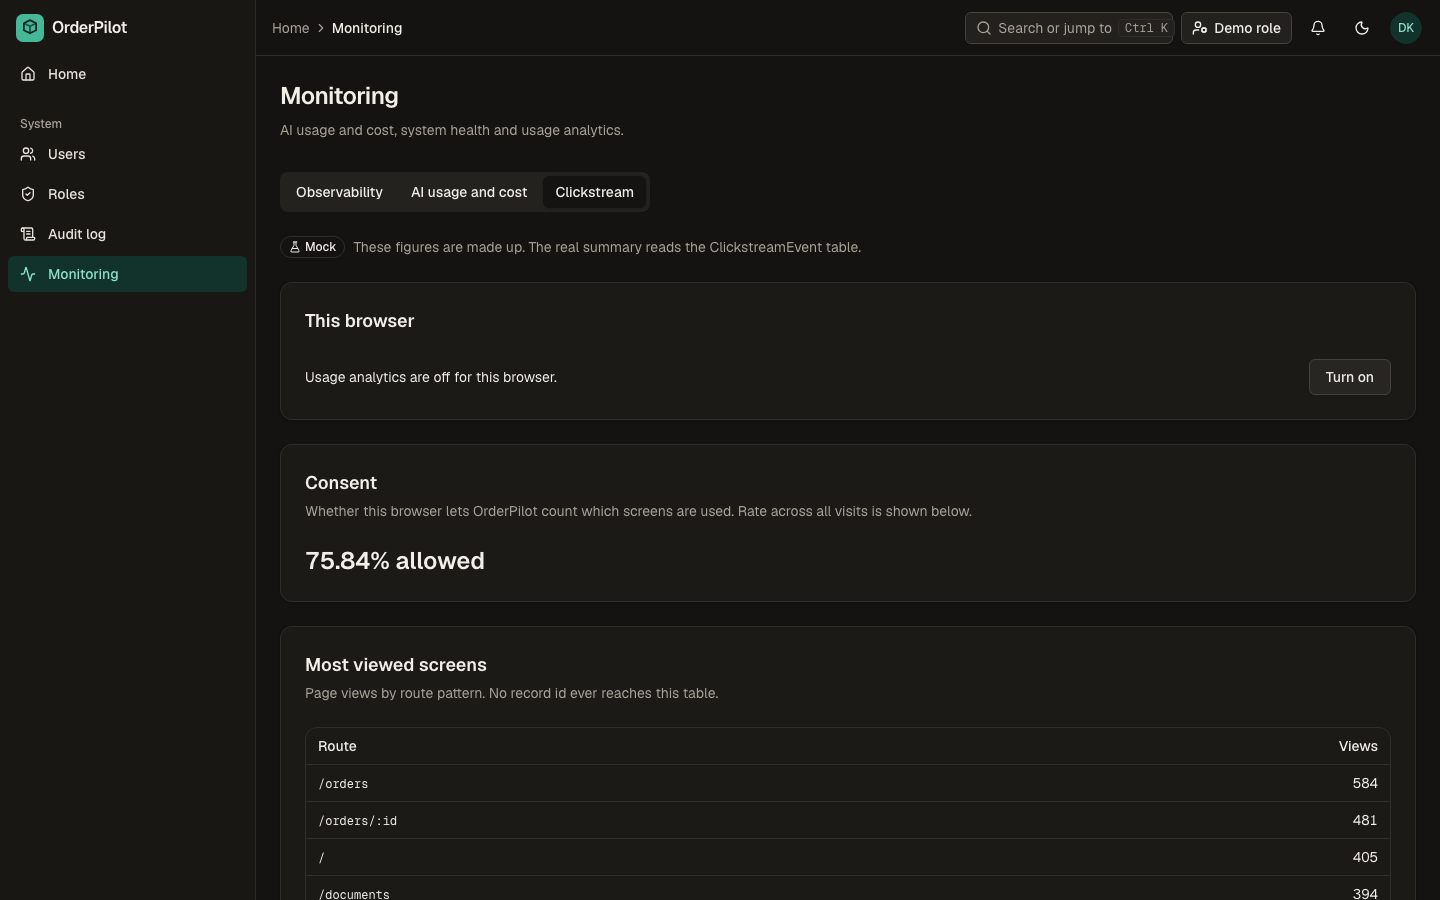 OrderPilot
Home
System
Users
Roles
Audit log
Monitoring
Home > Monitoring
Search or jump to Ctrl K
Demo role
DK
Monitoring
AI usage and cost, system health and usage analytics.
Observability
AI usage and cost
Clickstream
Mock These figures are made up. The real summary reads the ClickstreamEvent table.
This browser
Usage analytics are off for this browser.
Turn on
Consent
Whether this browser lets OrderPilot count which screens are used. Rate across all visits is shown below.
75.84% allowed
Most viewed screens
Page views by route pattern. No record id ever reaches this table.
Route Views
/orders 584
/orders/:id 481
/ 405
/documents 394